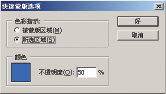 快速蒙版选项
色彩指示:
被蒙版区域(M)
所选区域(S)
好
取消
颜色
不透明度(O): 50 %